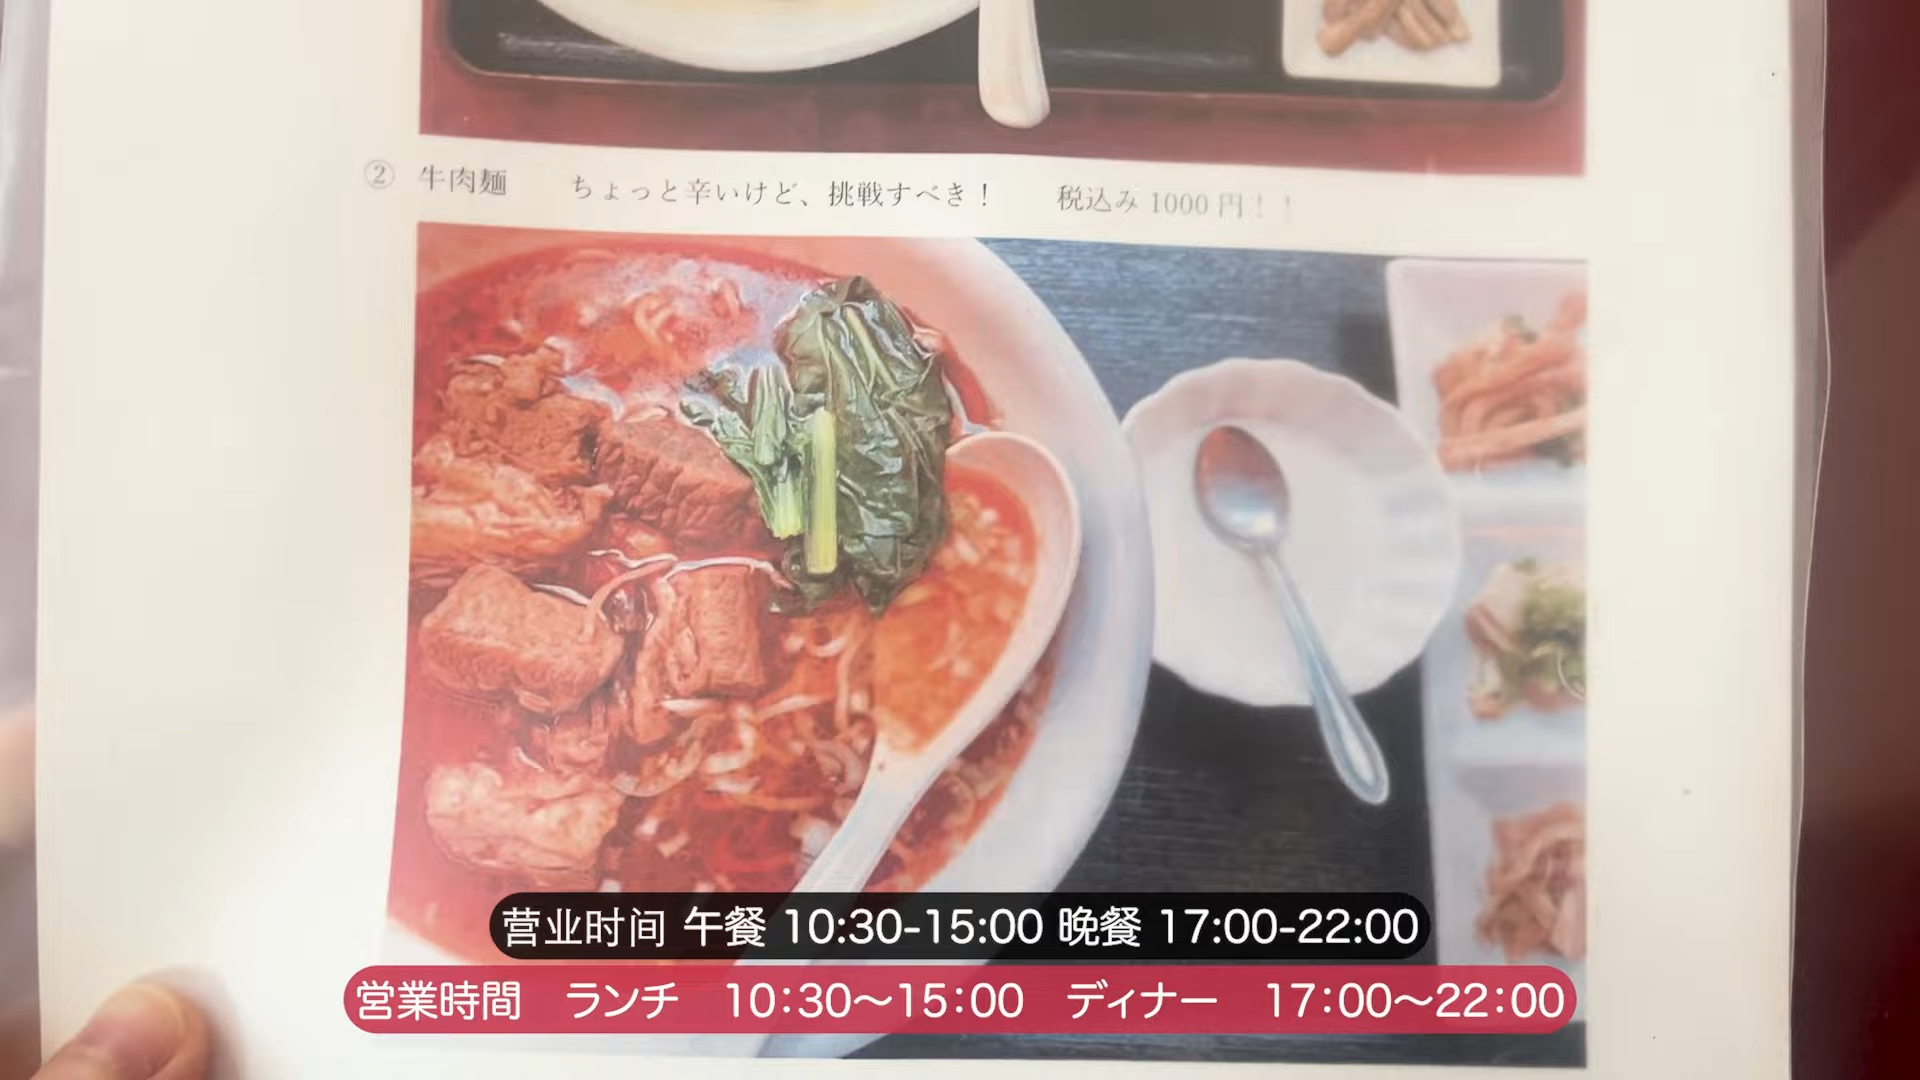 ② 牛肉麺　ちょっと辛いけど、挑戦すべき！　税込み 1000 円！！
营业时间 午餐 10:30-15:00 晚餐 17:00-22:00
営業時間　ランチ　10：30～15：00　ディナー　17：00～22：00